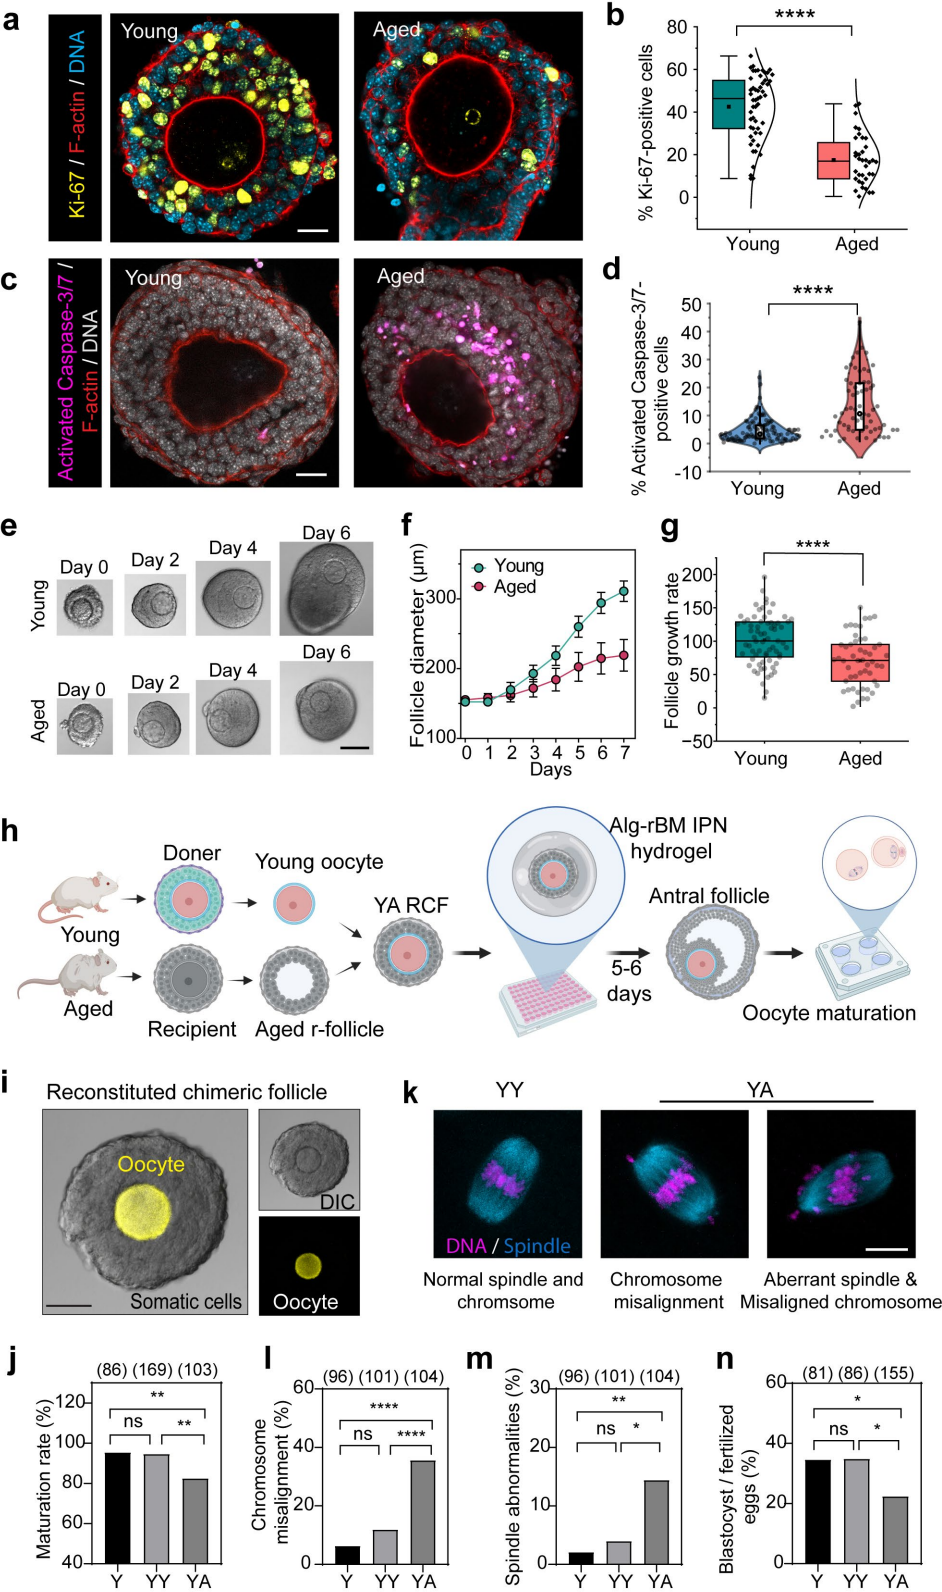 a
Ki-67 / F-actin / DNA
Young
Aged
b
****
% Ki-67-positive cells
80
60
40
20
0
Young
Aged
c
Activated Caspase-3/7 /
F-actin / DNA
Young
Aged
d
****
% Activated Caspase-3/7-
positive cells
50
40
30
20
10
0
-10
Young
Aged
e
Young
Day 0
Day 2
Day 4
Day 6
Aged
Day 0
Day 2
Day 4
Day 6
f
Follicle diameter (µm)
Young
Aged
300
200
100
0 1 2 3 4 5 6 7
Days
g
****
Follicle growth rate
200
150
100
50
0
−50
Young
Aged
h
Young
Aged
Doner
Recipient
Young oocyte
Aged r-follicle
YA RCF
Alg-rBM IPN
hydrogel
5-6
days
Antral follicle
Oocyte maturation
i
Reconstituted chimeric follicle
Oocyte
Somatic cells
DIC
Oocyte
k
YY
YA
DNA / Spindle
Normal spindle and
chromsome
Chromosome
misalignment
Aberrant spindle &
Misaligned chromosome
j
(86) (169) (103)
Maturation rate (%)
120
100
80
60
40
**
ns
**
Y YY YA
l
(96) (101) (104)
Chromosome
misalignment (%)
60
40
20
0
****
ns
****
Y YY YA
m
(96) (101) (104)
Spindle abnormalities (%)
30
20
10
0
**
ns
*
Y YY YA
n
(81) (86) (155)
Blastocyst / fertilized
eggs (%)
60
40
20
0
*
ns
*
Y YY YA